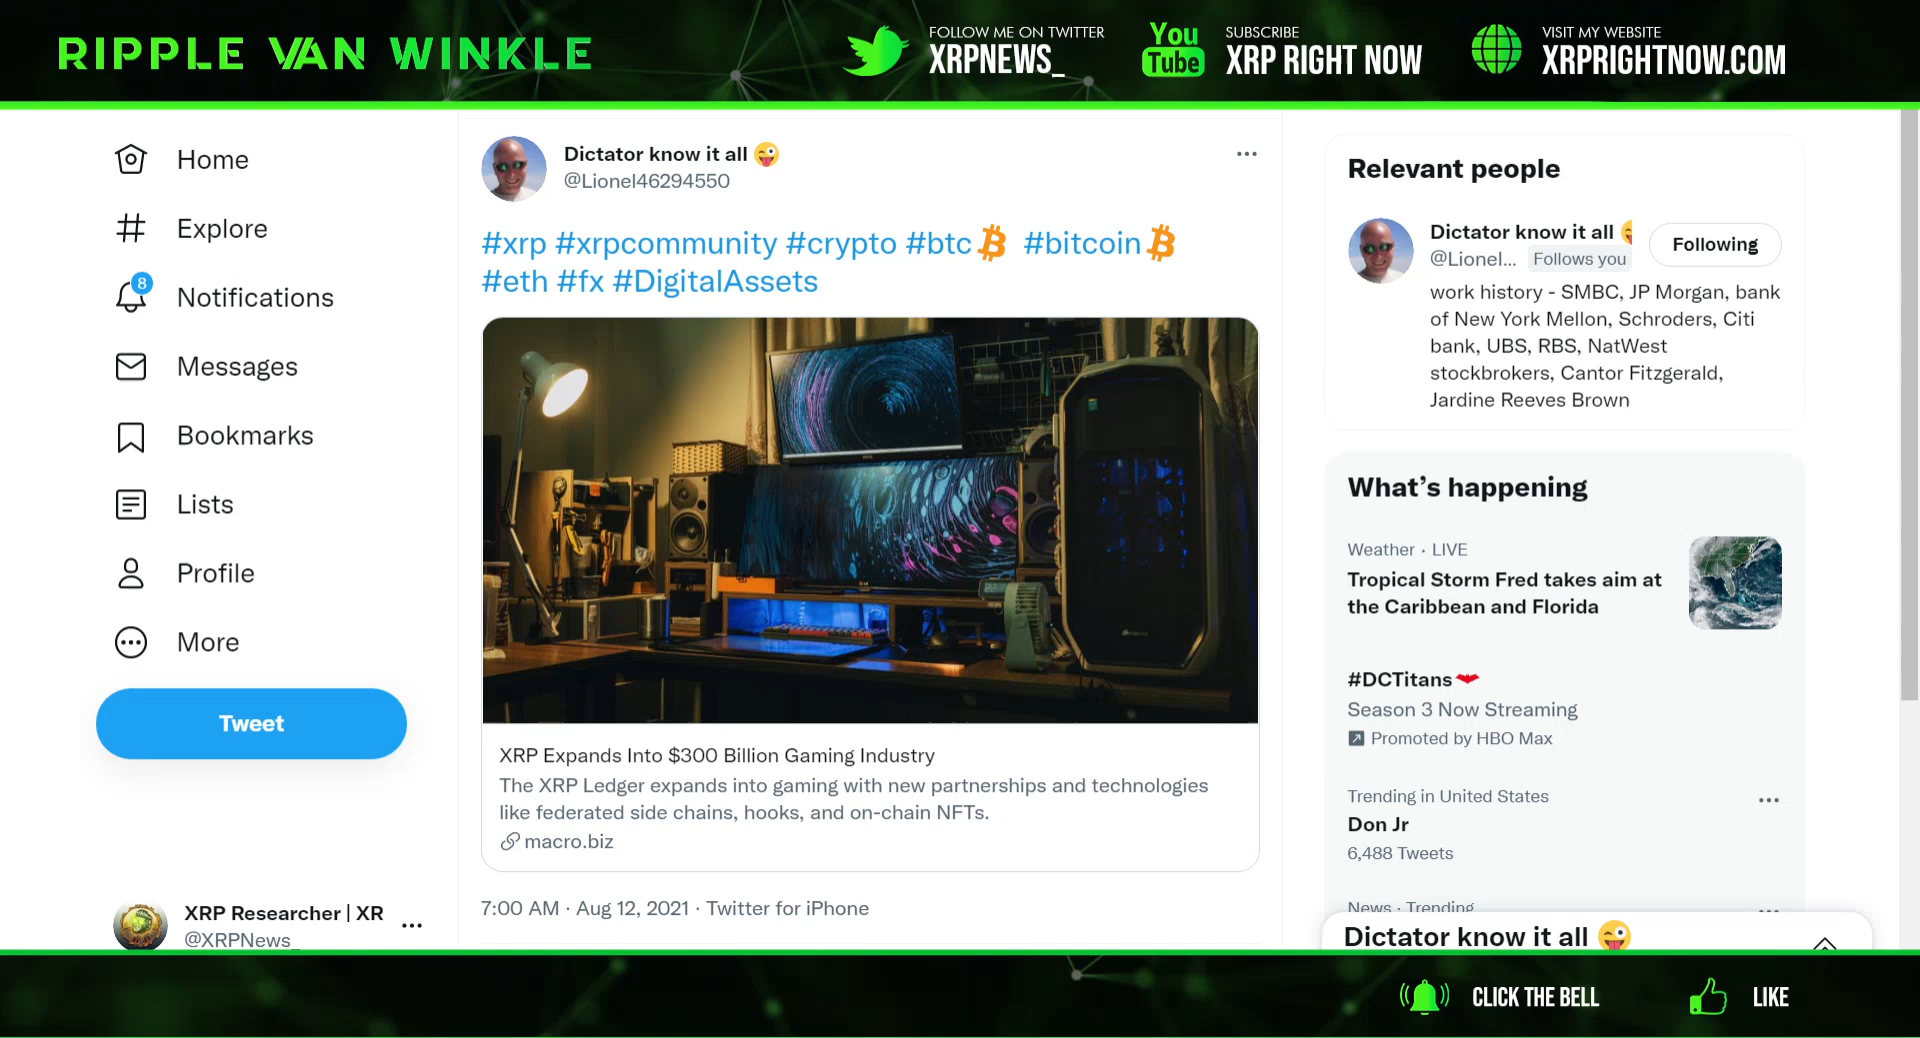 RIPPLE VAN WINKLE
FOLLOW ME ON TWITTER
XRPNEWS_
You
Tube
SUBSCRIBE
XRP RIGHT NOW
VISIT MY WEBSITE
XRPRIGHTNOW.COM
Home
Explore
8
Notifications
Messages
Bookmarks
Lists
Profile
More
Tweet
XRP Researcher | XR
@XRPNews_
Dictator know it all 😜
@Lionel46294550
#xrp #xrpcommunity #crypto #btc #bitcoin
#eth #fx #DigitalAssets
XRP Expands Into $300 Billion Gaming Industry
The XRP Ledger expands into gaming with new partnerships and technologies
like federated side chains, hooks, and on-chain NFTs.
macro.biz
7:00 AM · Aug 12, 2021 · Twitter for iPhone
Relevant people
Dictator know it all
@Lionel... Follows you
Following
work history - SMBC, JP Morgan, bank
of New York Mellon, Schroders, Citi
bank, UBS, RBS, NatWest
stockbrokers, Cantor Fitzgerald,
Jardine Reeves Brown
What's happening
Weather · LIVE
Tropical Storm Fred takes aim at
the Caribbean and Florida
#DCTitans
Season 3 Now Streaming
Promoted by HBO Max
Trending in United States
Don Jr
6,488 Tweets
News · Trending
Dictator know it all 😜
CLICK THE BELL
LIKE